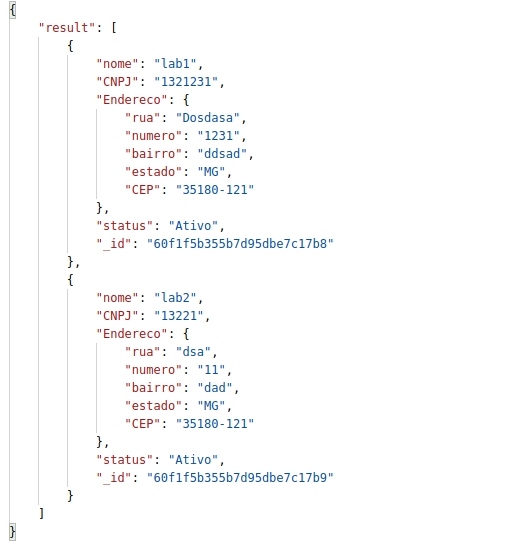 {
    "result": [
        {
            "nome": "lab1",
            "CNPJ": "1321231",
            "Endereco": {
                "rua": "Dosdasa",
                "numero": "1231",
                "bairro": "ddsad",
                "estado": "MG",
                "CEP": "35180-121"
            },
            "status": "Ativo",
            "_id": "60f1f5b355b7d95dbe7c17b8"
        },
        {
            "nome": "lab2",
            "CNPJ": "13221",
            "Endereco": {
                "rua": "dsa",
                "numero": "11",
                "bairro": "dad",
                "estado": "MG",
                "CEP": "35180-121"
            },
            "status": "Ativo",
            "_id": "60f1f5b355b7d95dbe7c17b9"
        }
    ]
}